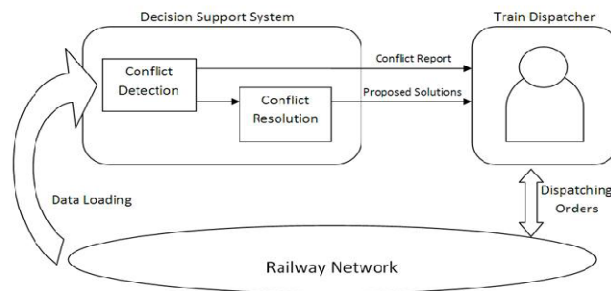 Decision Support System
Train Dispatcher
Conflict
Detection
Conflict Report
Conflict
Resolution
Proposed Solutions
Data Loading
Dispatching
Orders
Railway Network